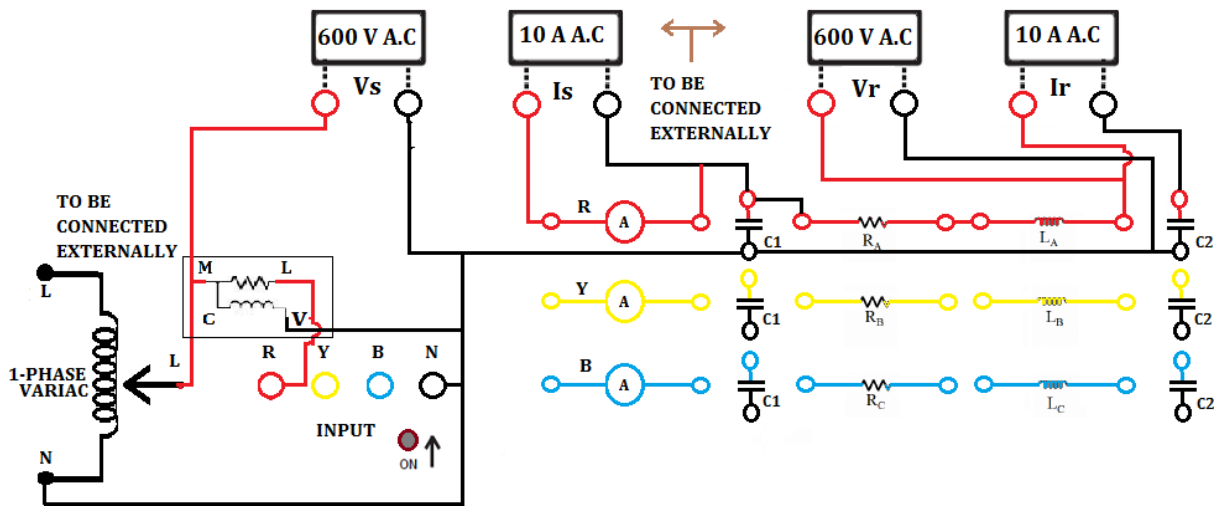 600 V A.C
10 A A.C
600 V A.C
10 A A.C
Vs
Is
TO BE
CONNECTED
EXTERNALLY
Vr
Ir
TO BE
CONNECTED
EXTERNALLY
R
A
C1
RA
LA
C2
M
L
C
V
L
Y
A
C1
RB
LB
C2
1-PHASE
VARIAC
L
R
Y
B
N
B
A
C1
RC
LC
C2
INPUT
ON
N